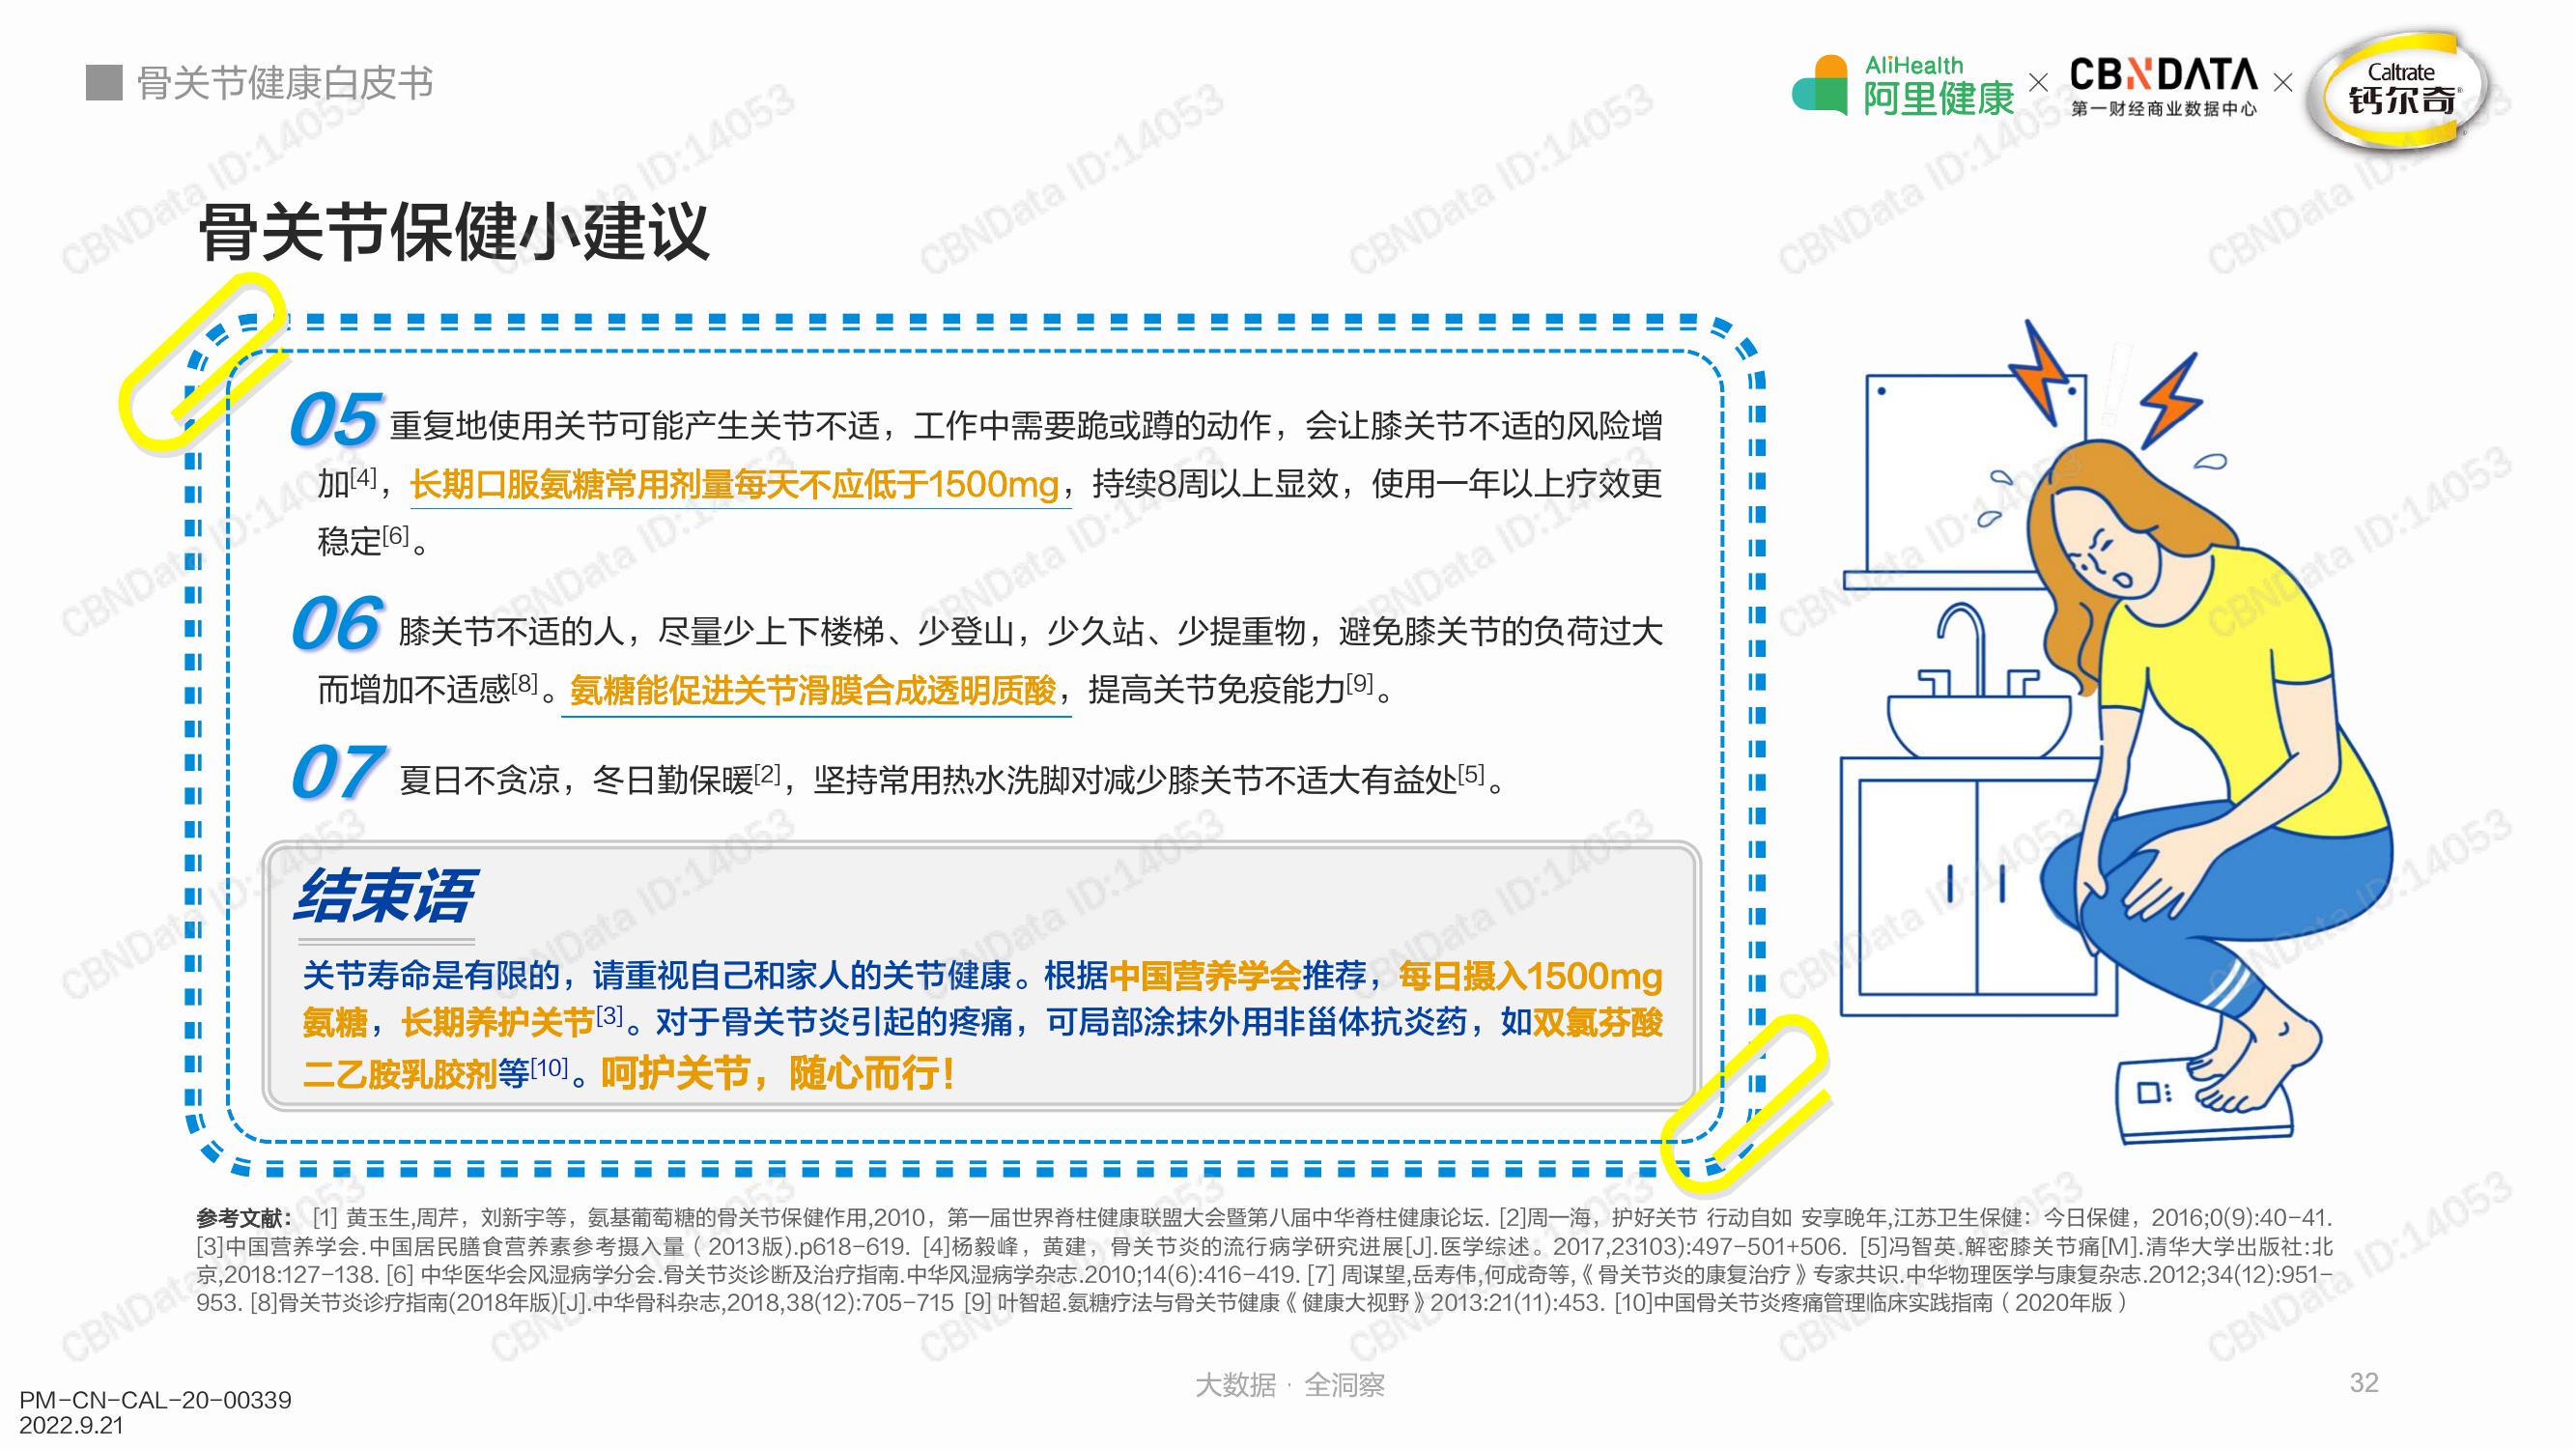 骨关节健康白皮书
AliHealth
阿里健康
×
CBNDATA
第一财经商业数据中心
×
Caltrate
钙尔奇®
骨关节保健小建议
05 重复地使用关节可能产生关节不适，工作中需要跪或蹲的动作，会让膝关节不适的风险增
加[4]，长期口服氨糖常用剂量每天不应低于1500mg，持续8周以上显效，使用一年以上疗效更
稳定[6]。
06 膝关节不适的人，尽量少上下楼梯、少登山，少久站、少提重物，避免膝关节的负荷过大
而增加不适感[8]。氨糖能促进关节滑膜合成透明质酸，提高关节免疫能力[9]。
07 夏日不贪凉，冬日勤保暖[2]，坚持常用热水洗脚对减少膝关节不适大有益处[5]。
结束语
关节寿命是有限的，请重视自己和家人的关节健康。根据中国营养学会推荐，每日摄入1500mg
氨糖，长期养护关节[3]。对于骨关节炎引起的疼痛，可局部涂抹外用非甾体抗炎药，如双氯芬酸
二乙胺乳胶剂等[10]。呵护关节，随心而行！
参考文献： [1] 黄玉生,周芹，刘新宇等，氨基葡萄糖的骨关节保健作用,2010，第一届世界脊柱健康联盟大会暨第八届中华脊柱健康论坛. [2]周一海，护好关节 行动自如 安享晚年,江苏卫生保健：今日保健，2016;0(9):40-41.
[3]中国营养学会.中国居民膳食营养素参考摄入量（2013版).p618-619. [4]杨毅峰，黄建，骨关节炎的流行病学研究进展[J].医学综述。2017,23103):497-501+506. [5]冯智英.解密膝关节痛[M].清华大学出版社:北
京,2018:127-138. [6] 中华医华会风湿病学分会.骨关节炎诊断及治疗指南.中华风湿病学杂志.2010;14(6):416-419. [7] 周谋望,岳寿伟,何成奇等,《骨关节炎的康复治疗》专家共识.中华物理医学与康复杂志.2012;34(12):951-
953. [8]骨关节炎诊疗指南(2018年版)[J].中华骨科杂志,2018,38(12):705-715 [9] 叶智超.氨糖疗法与骨关节健康《健康大视野》2013:21(11):453. [10]中国骨关节炎疼痛管理临床实践指南（2020年版）
大数据 · 全洞察
32
PM-CN-CAL-20-00339
2022.9.21
CBNData ID:14053